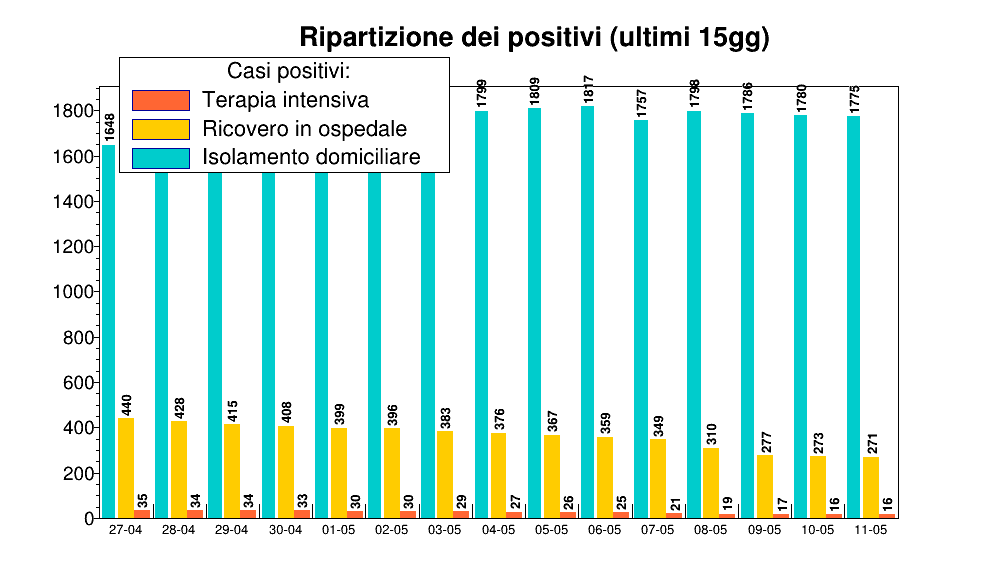 Ripartizione dei positivi (ultimi 15gg)
Casi positivi:
Terapia intensiva
Ricovero in ospedale
Isolamento domiciliare
1800
1600
1400
1200
1000
800
600
400
200
0
1648 1799 1809 1817 1757 1798 1786 1780 1775
440 428 415 408 399 396 383 376 367 359 349 310 277 273 271
35 34 34 33 30 30 29 27 26 25 21 19 17 16 16
27-04 28-04 29-04 30-04 01-05 02-05 03-05 04-05 05-05 06-05 07-05 08-05 09-05 10-05 11-05